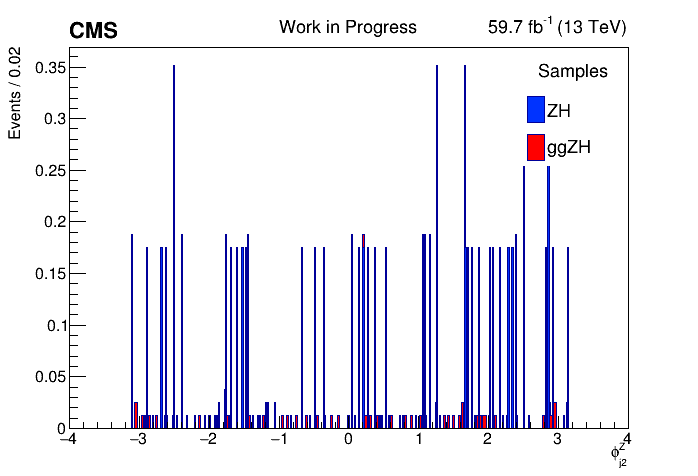 CMS Work in Progress 59.7 fb⁻¹ (13 TeV)
Events / 0.02
Samples
ZH
ggZH
0.35
0.3
0.25
0.2
0.15
0.1
0.05
0
−4 −3 −2 −1 0 1 2 3 4
ϕ^Z_j2